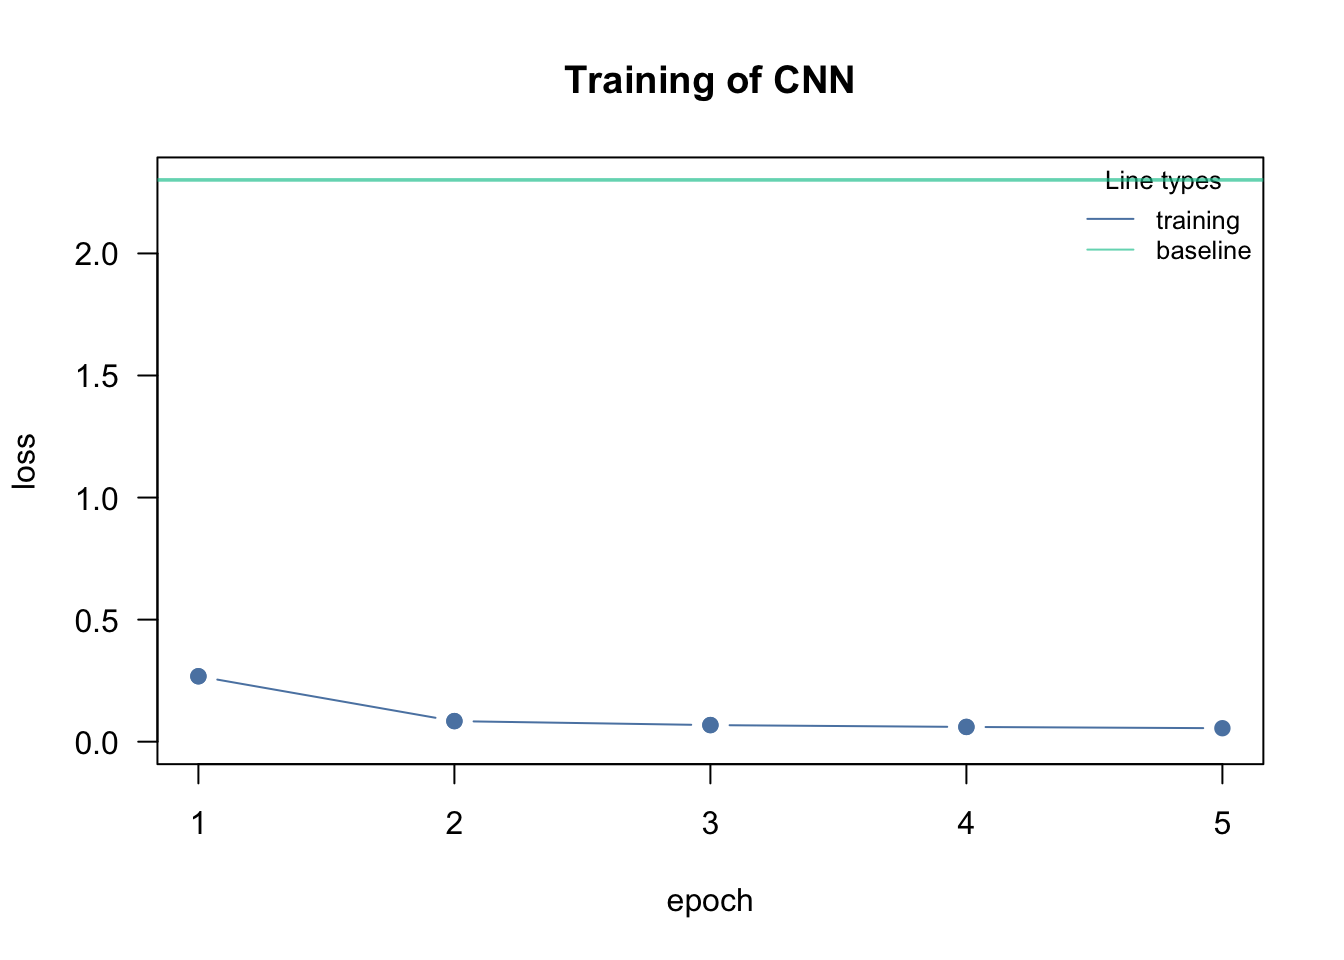 Training of CNN
Line types
training
baseline
2.0
1.5
1.0
0.5
0.0
loss
1 2 3 4 5
epoch